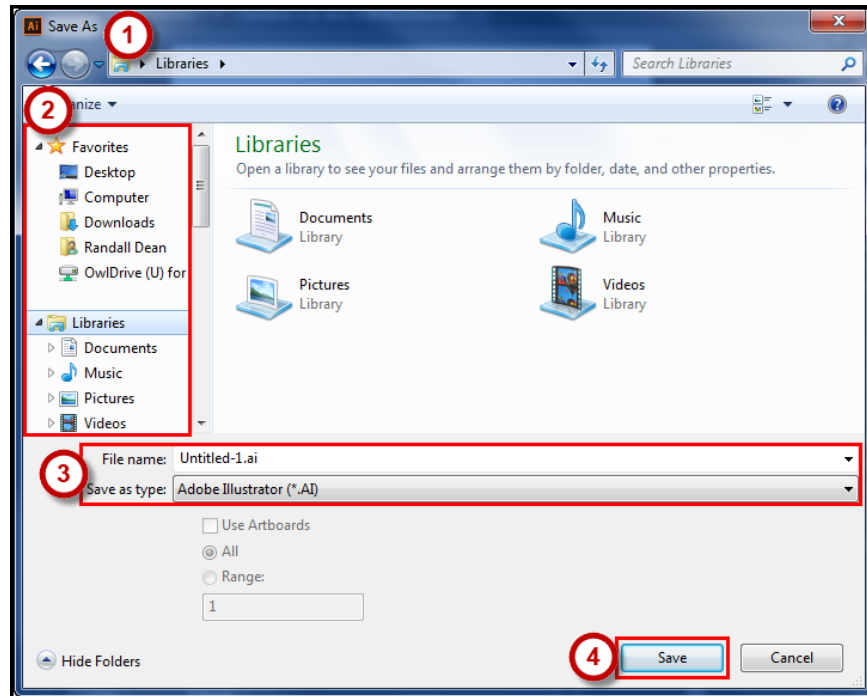 Ai Save As
1
Libraries
Search Libraries
2
anize
Favorites
Desktop
Computer
Downloads
Randall Dean
OwlDrive (U) for
Libraries
Documents
Music
Pictures
Videos
Libraries
Open a library to see your files and arrange them by folder, date, and other properties.
Documents
Library
Music
Library
Pictures
Library
Videos
Library
3
File name: Untitled-1.ai
Save as type: Adobe Illustrator (*.AI)
Use Artboards
All
Range:
1
Hide Folders
4
Save
Cancel